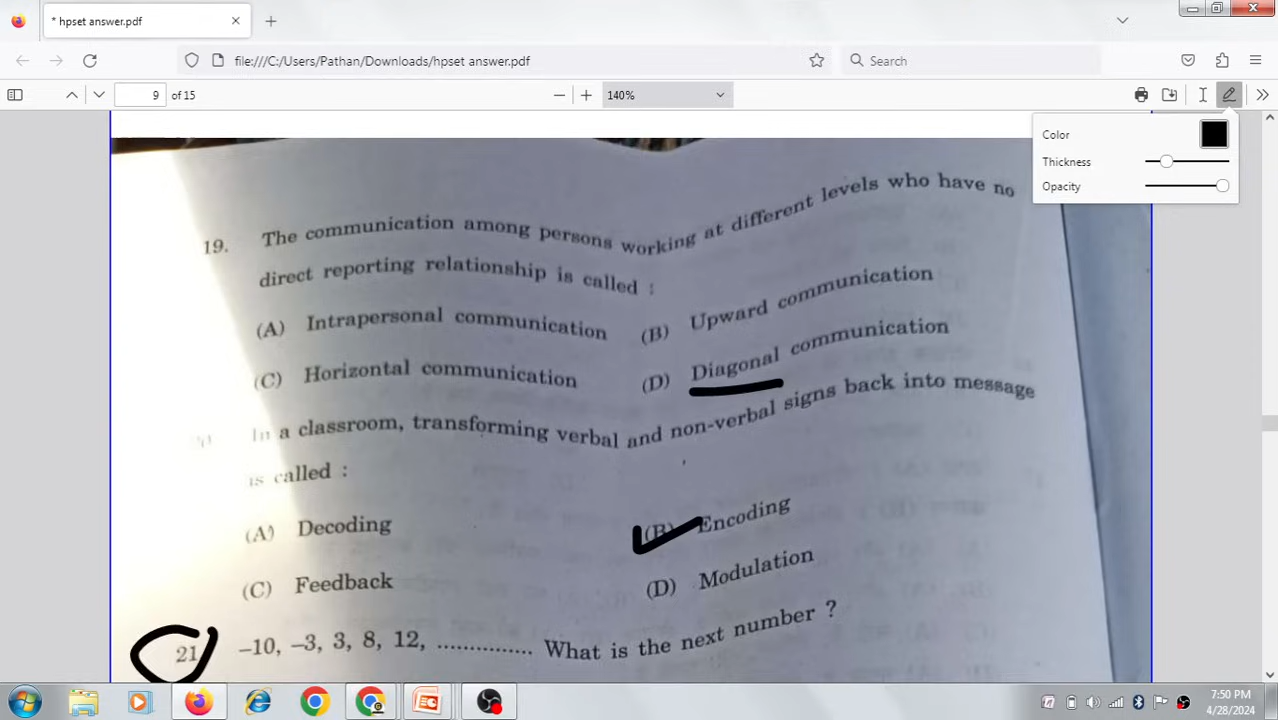 * hpset answer.pdf
file:///C:/Users/Pathan/Downloads/hpset answer.pdf
Search
9 of 15
140%
Color
Thickness
Opacity
19. The communication among persons working at different levels who have no
direct reporting relationship is called :
(A) Intrapersonal communication (B) Upward communication
(C) Horizontal communication (D) Diagonal communication
In a classroom, transforming verbal and non-verbal signs back into message
is called :
(A) Decoding (B) Encoding
(C) Feedback (D) Modulation
21 –10, –3, 3, 8, 12, ............... What is the next number ?
7:50 PM
4/28/2024